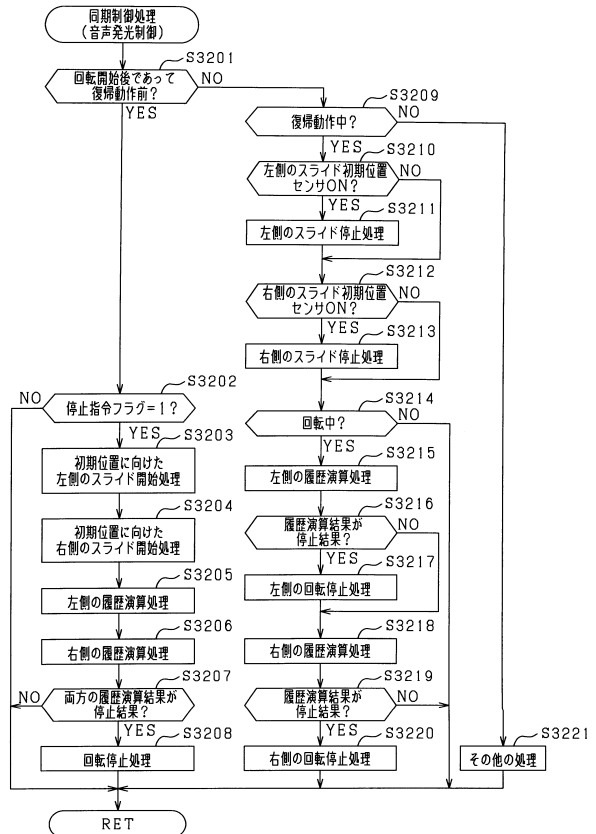 同期制御処理
(音声発光制御)
S3201
回転開始後であって
復帰動作前?
NO
YES
S3209
復帰動作中?
NO
YES
S3210
左側のスライド初期位置
センサON?
NO
YES
S3211
左側のスライド停止処理
S3212
右側のスライド初期位置
センサON?
NO
YES
S3213
右側のスライド停止処理
S3202
NO
停止指令フラグ=1?
YES
S3203
初期位置に向けた
左側のスライド開始処理
S3204
初期位置に向けた
右側のスライド開始処理
S3205
左側の履歴演算処理
S3206
右側の履歴演算処理
S3207
NO
両方の履歴演算結果が
停止結果?
YES
S3208
回転停止処理
S3214
回転中?
NO
YES
S3215
左側の履歴演算処理
S3216
履歴演算結果が
停止結果?
NO
YES
S3217
左側の回転停止処理
S3218
右側の履歴演算処理
S3219
履歴演算結果が
停止結果?
NO
YES
S3220
右側の回転停止処理
S3221
その他の処理
RET